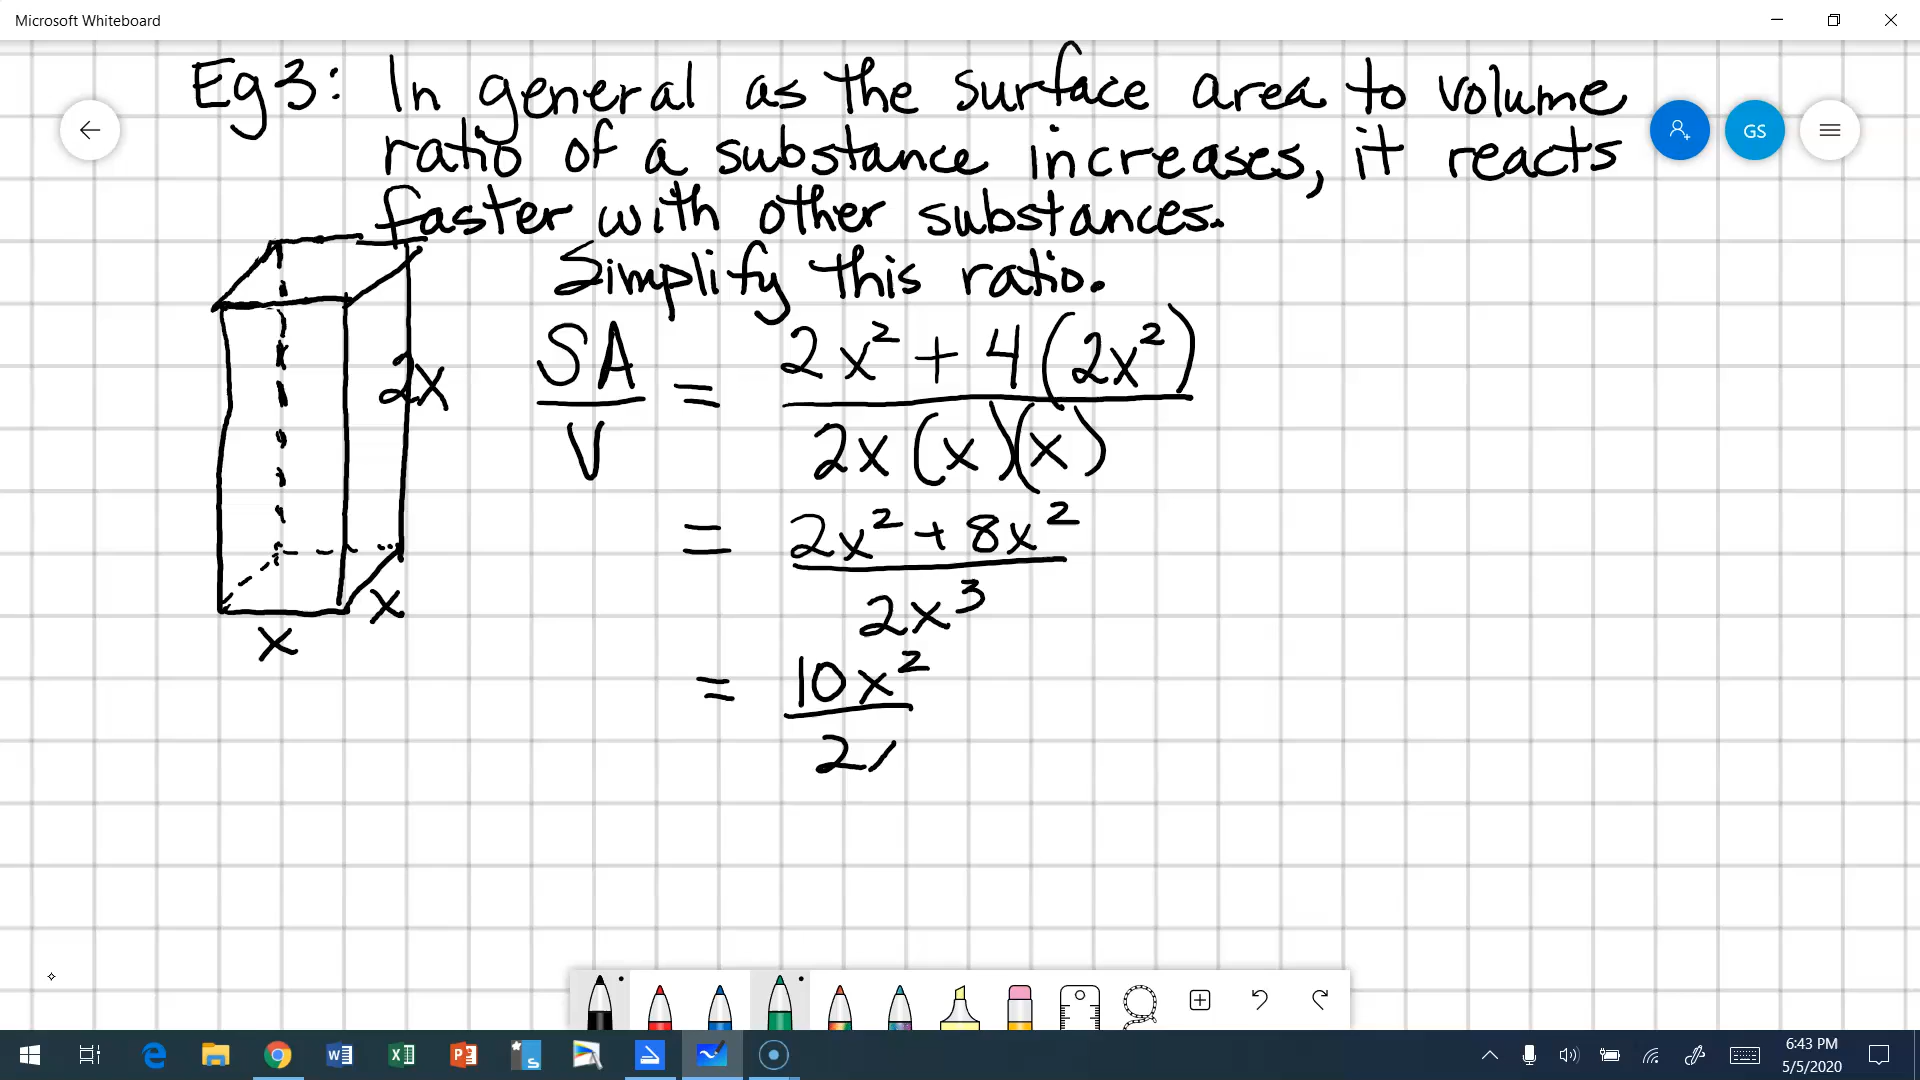 Microsoft Whiteboard
Eg 3: In general as the surface area to volume
ratio of a substance increases, it reacts
faster with other substances.
Simplify this ratio.
GS
2x
x
x
SA/V = (2x² + 4(2x²))/(2x(x)(x))
= (2x² + 8x²)/(2x³)
= 10x²/2
6:43 PM
5/5/2020